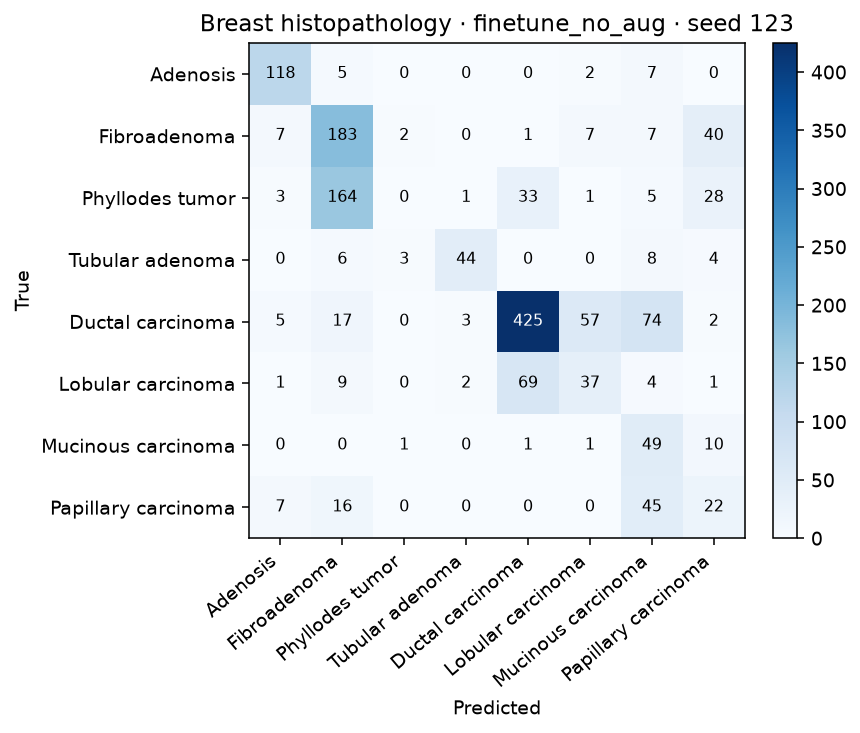 Breast histopathology · finetune_no_aug · seed 123
True
Adenosis 118 5 0 0 0 2 7 0
Fibroadenoma 7 183 2 0 1 7 7 40
Phyllodes tumor 3 164 0 1 33 1 5 28
Tubular adenoma 0 6 3 44 0 0 8 4
Ductal carcinoma 5 17 0 3 425 57 74 2
Lobular carcinoma 1 9 0 2 69 37 4 1
Mucinous carcinoma 0 0 1 0 1 1 49 10
Papillary carcinoma 7 16 0 0 0 0 45 22
Adenosis
Fibroadenoma
Phyllodes tumor
Tubular adenoma
Ductal carcinoma
Lobular carcinoma
Mucinous carcinoma
Papillary carcinoma
Predicted
400
350
300
250
200
150
100
50
0